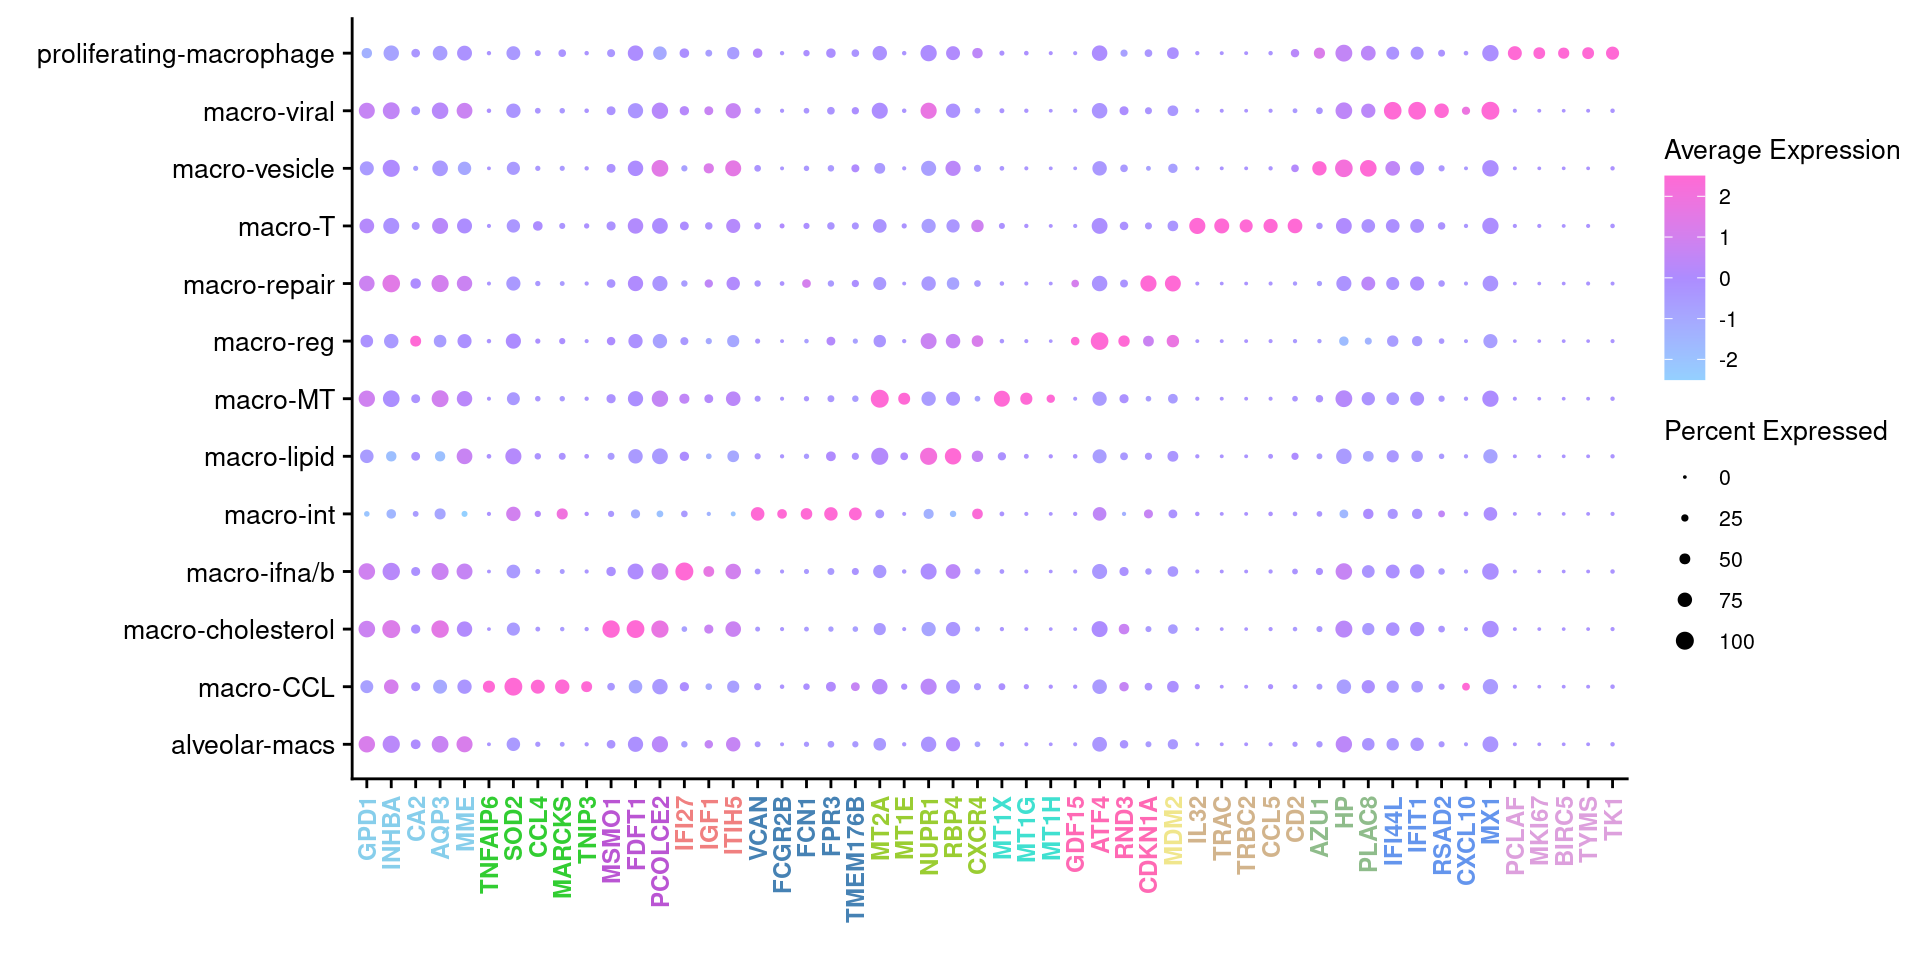 proliferating-macrophage
macro-viral
macro-vesicle
macro-T
macro-repair
macro-reg
macro-MT
macro-lipid
macro-int
macro-ifna/b
macro-cholesterol
macro-CCL
alveolar-macs
GPD1
INHBA
CA2
AQP3
MME
TNFAIP6
SOD2
CCL4
MARCKS
TNIP3
MSMO1
FDFT1
PCOLCE2
IFI27
IGF1
ITIH5
VCAN
FCGR2B
FCN1
FPR3
TMEM176B
MT2A
MT1E
NUPR1
RBP4
CXCR4
MT1X
MT1G
MT1H
GDF15
ATF4
RND3
CDKN1A
MDM2
IL32
TRAC
TRBC2
CCL5
CD2
AZU1
HP
PLAC8
IFI44L
IFIT1
RSAD2
CXCL10
MX1
PCLAF
MKI67
BIRC5
TYMS
TK1
Average Expression
2
1
0
-1
-2
Percent Expressed
0
25
50
75
100